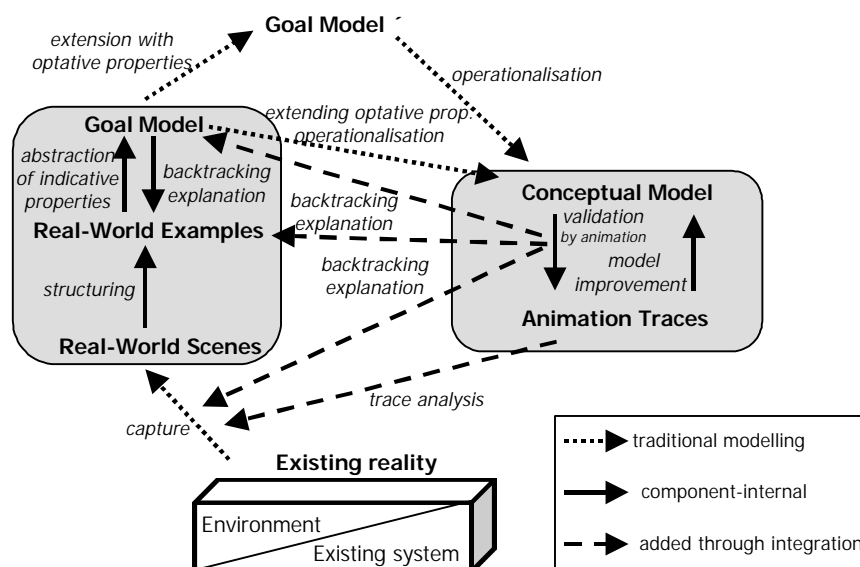 Goal Model
extension with
optative properties
operationalisation
Goal Model
extending optative prop.
operationalisation
abstraction
of indicative
properties
backtracking
explanation
Conceptual Model
Real-World Examples
backtracking
explanation
validation
by animation
backtracking
explanation
model
improvement
structuring
Real-World Scenes
Animation Traces
trace analysis
capture
Existing reality
Environment
Existing system
traditional modelling
component-internal
added through integration